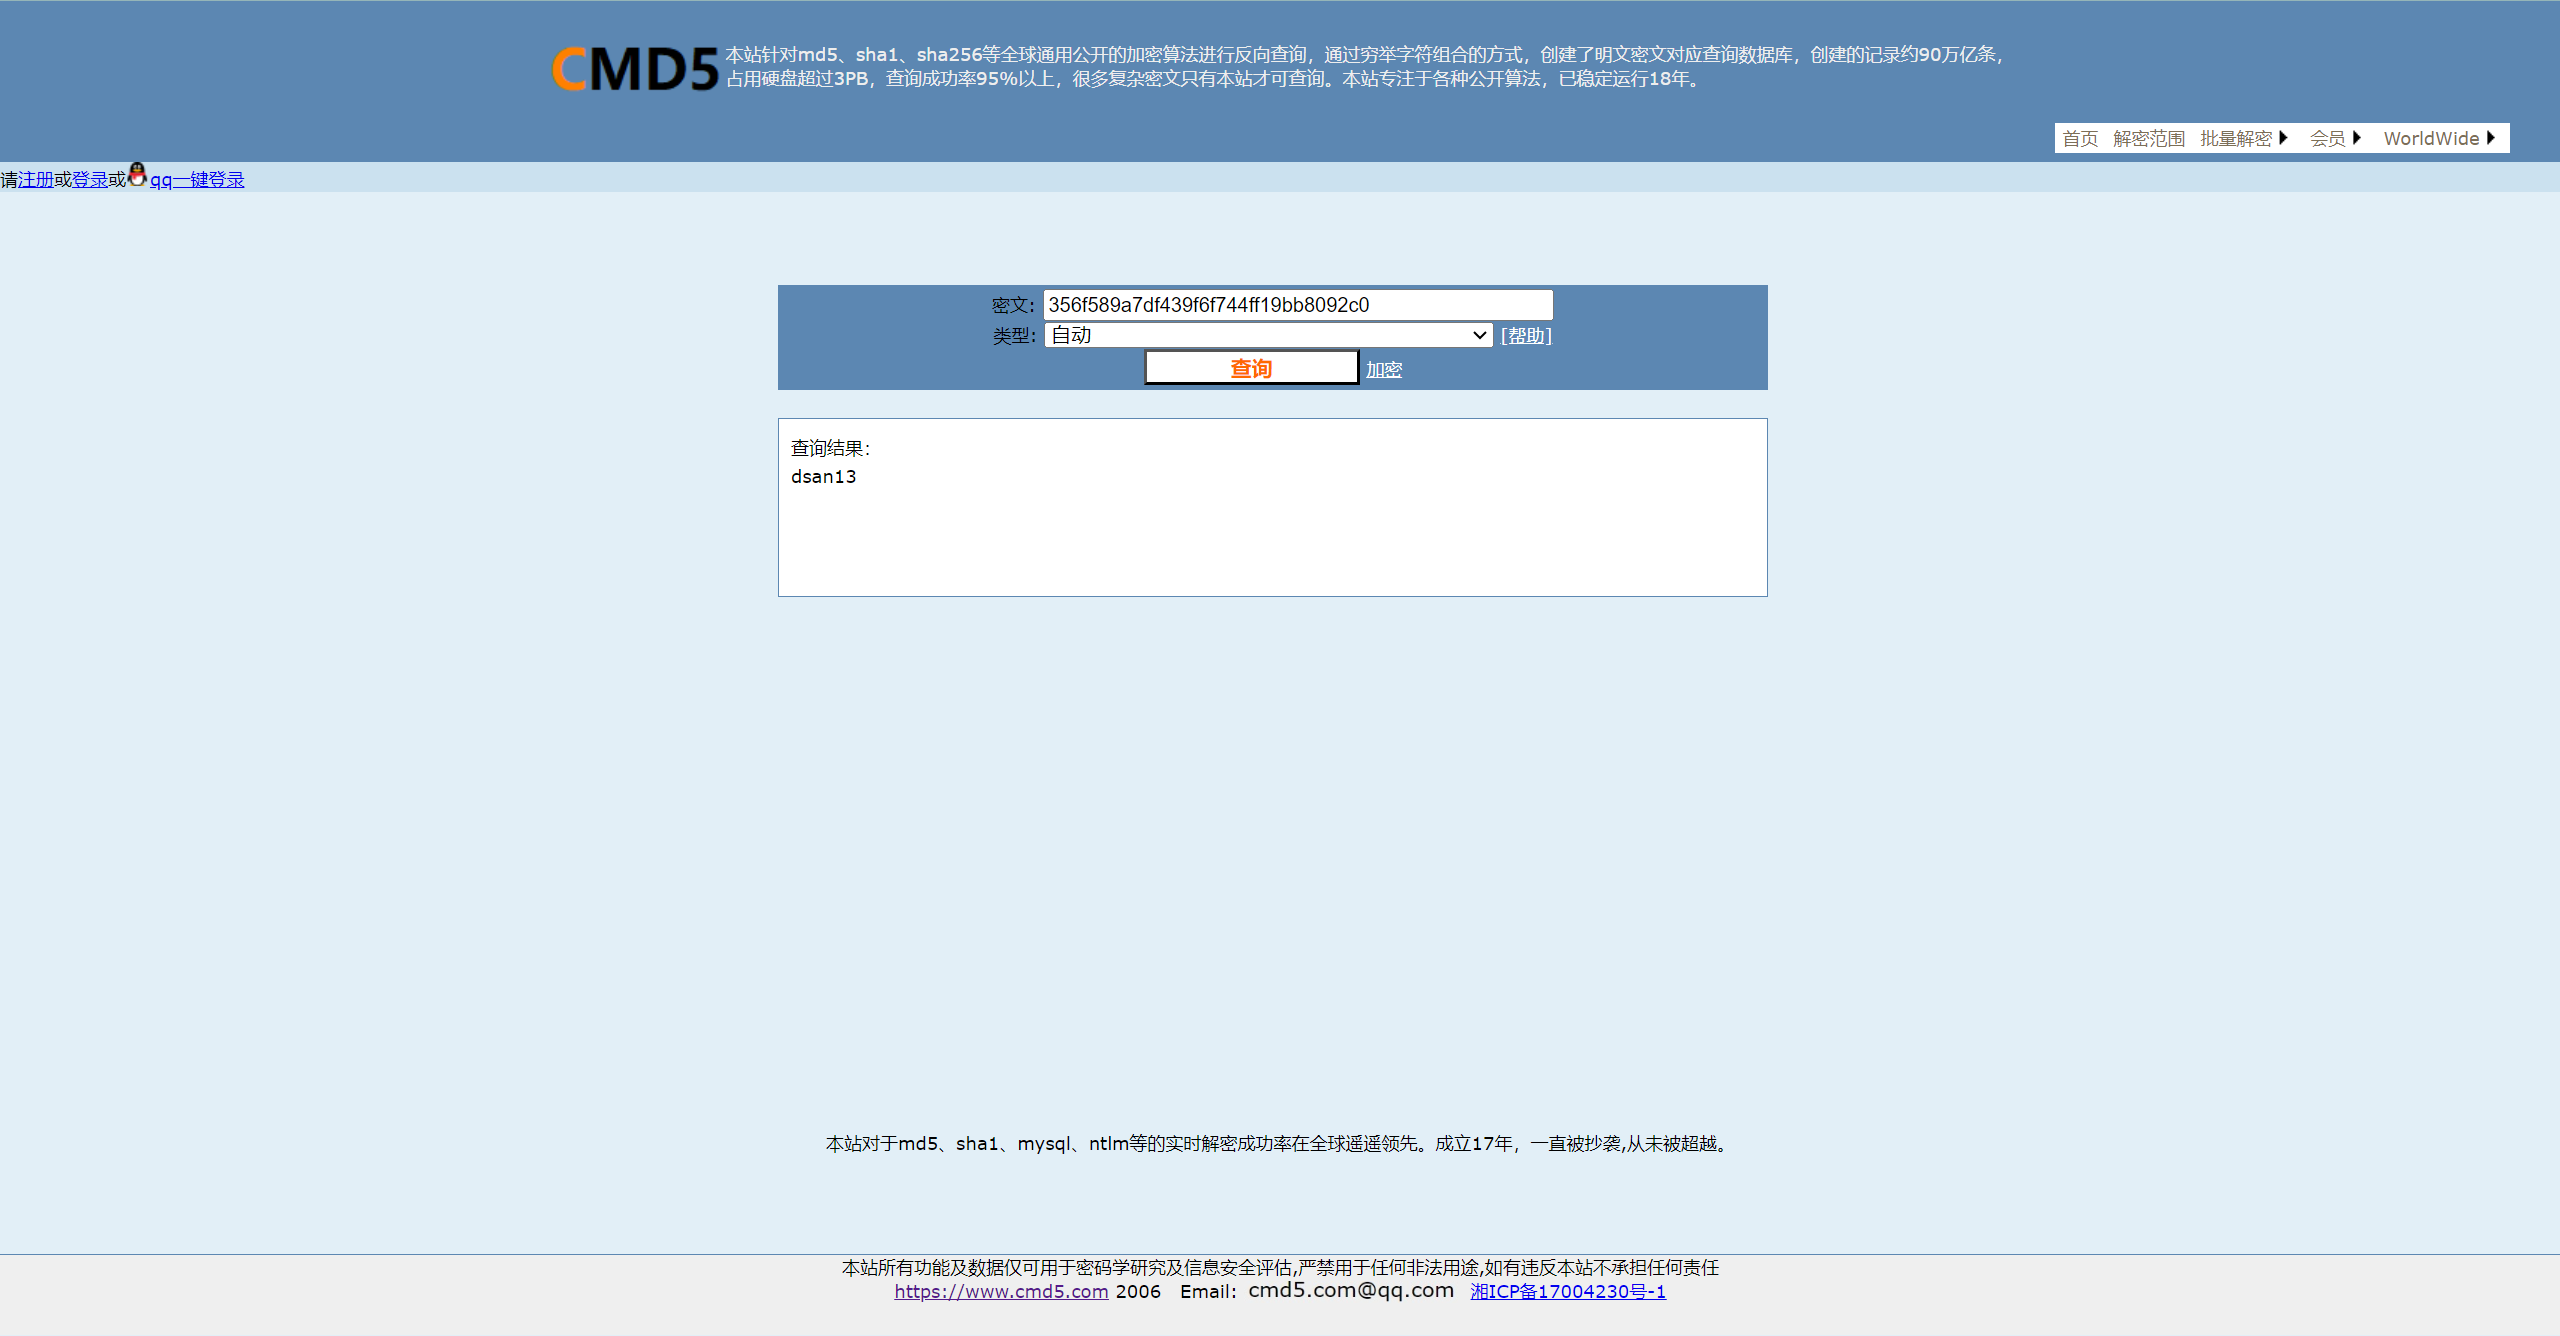 CMD5
本站针对md5、sha1、sha256等全球通用公开的加密算法进行反向查询，通过穷举字符组合的方式，创建了明文密文对应查询数据库，创建的记录约90万亿条，
占用硬盘超过3PB，查询成功率95%以上，很多复杂密文只有本站才可查询。本站专注于各种公开算法，已稳定运行18年。
首页 解密范围 批量解密 会员 WorldWide
请注册或登录或qq一键登录
密文: 356f589a7df439f6f744ff19bb8092c0
类型: 自动 [帮助]
查询 加密
查询结果:
dsan13
本站对于md5、sha1、mysql、ntlm等的实时解密成功率在全球遥遥领先。成立17年，一直被抄袭,从未被超越。
本站所有功能及数据仅可用于密码学研究及信息安全评估,严禁用于任何非法用途,如有违反本站不承担任何责任
https://www.cmd5.com 2006 Email: cmd5.com@qq.com 湘ICP备17004230号-1